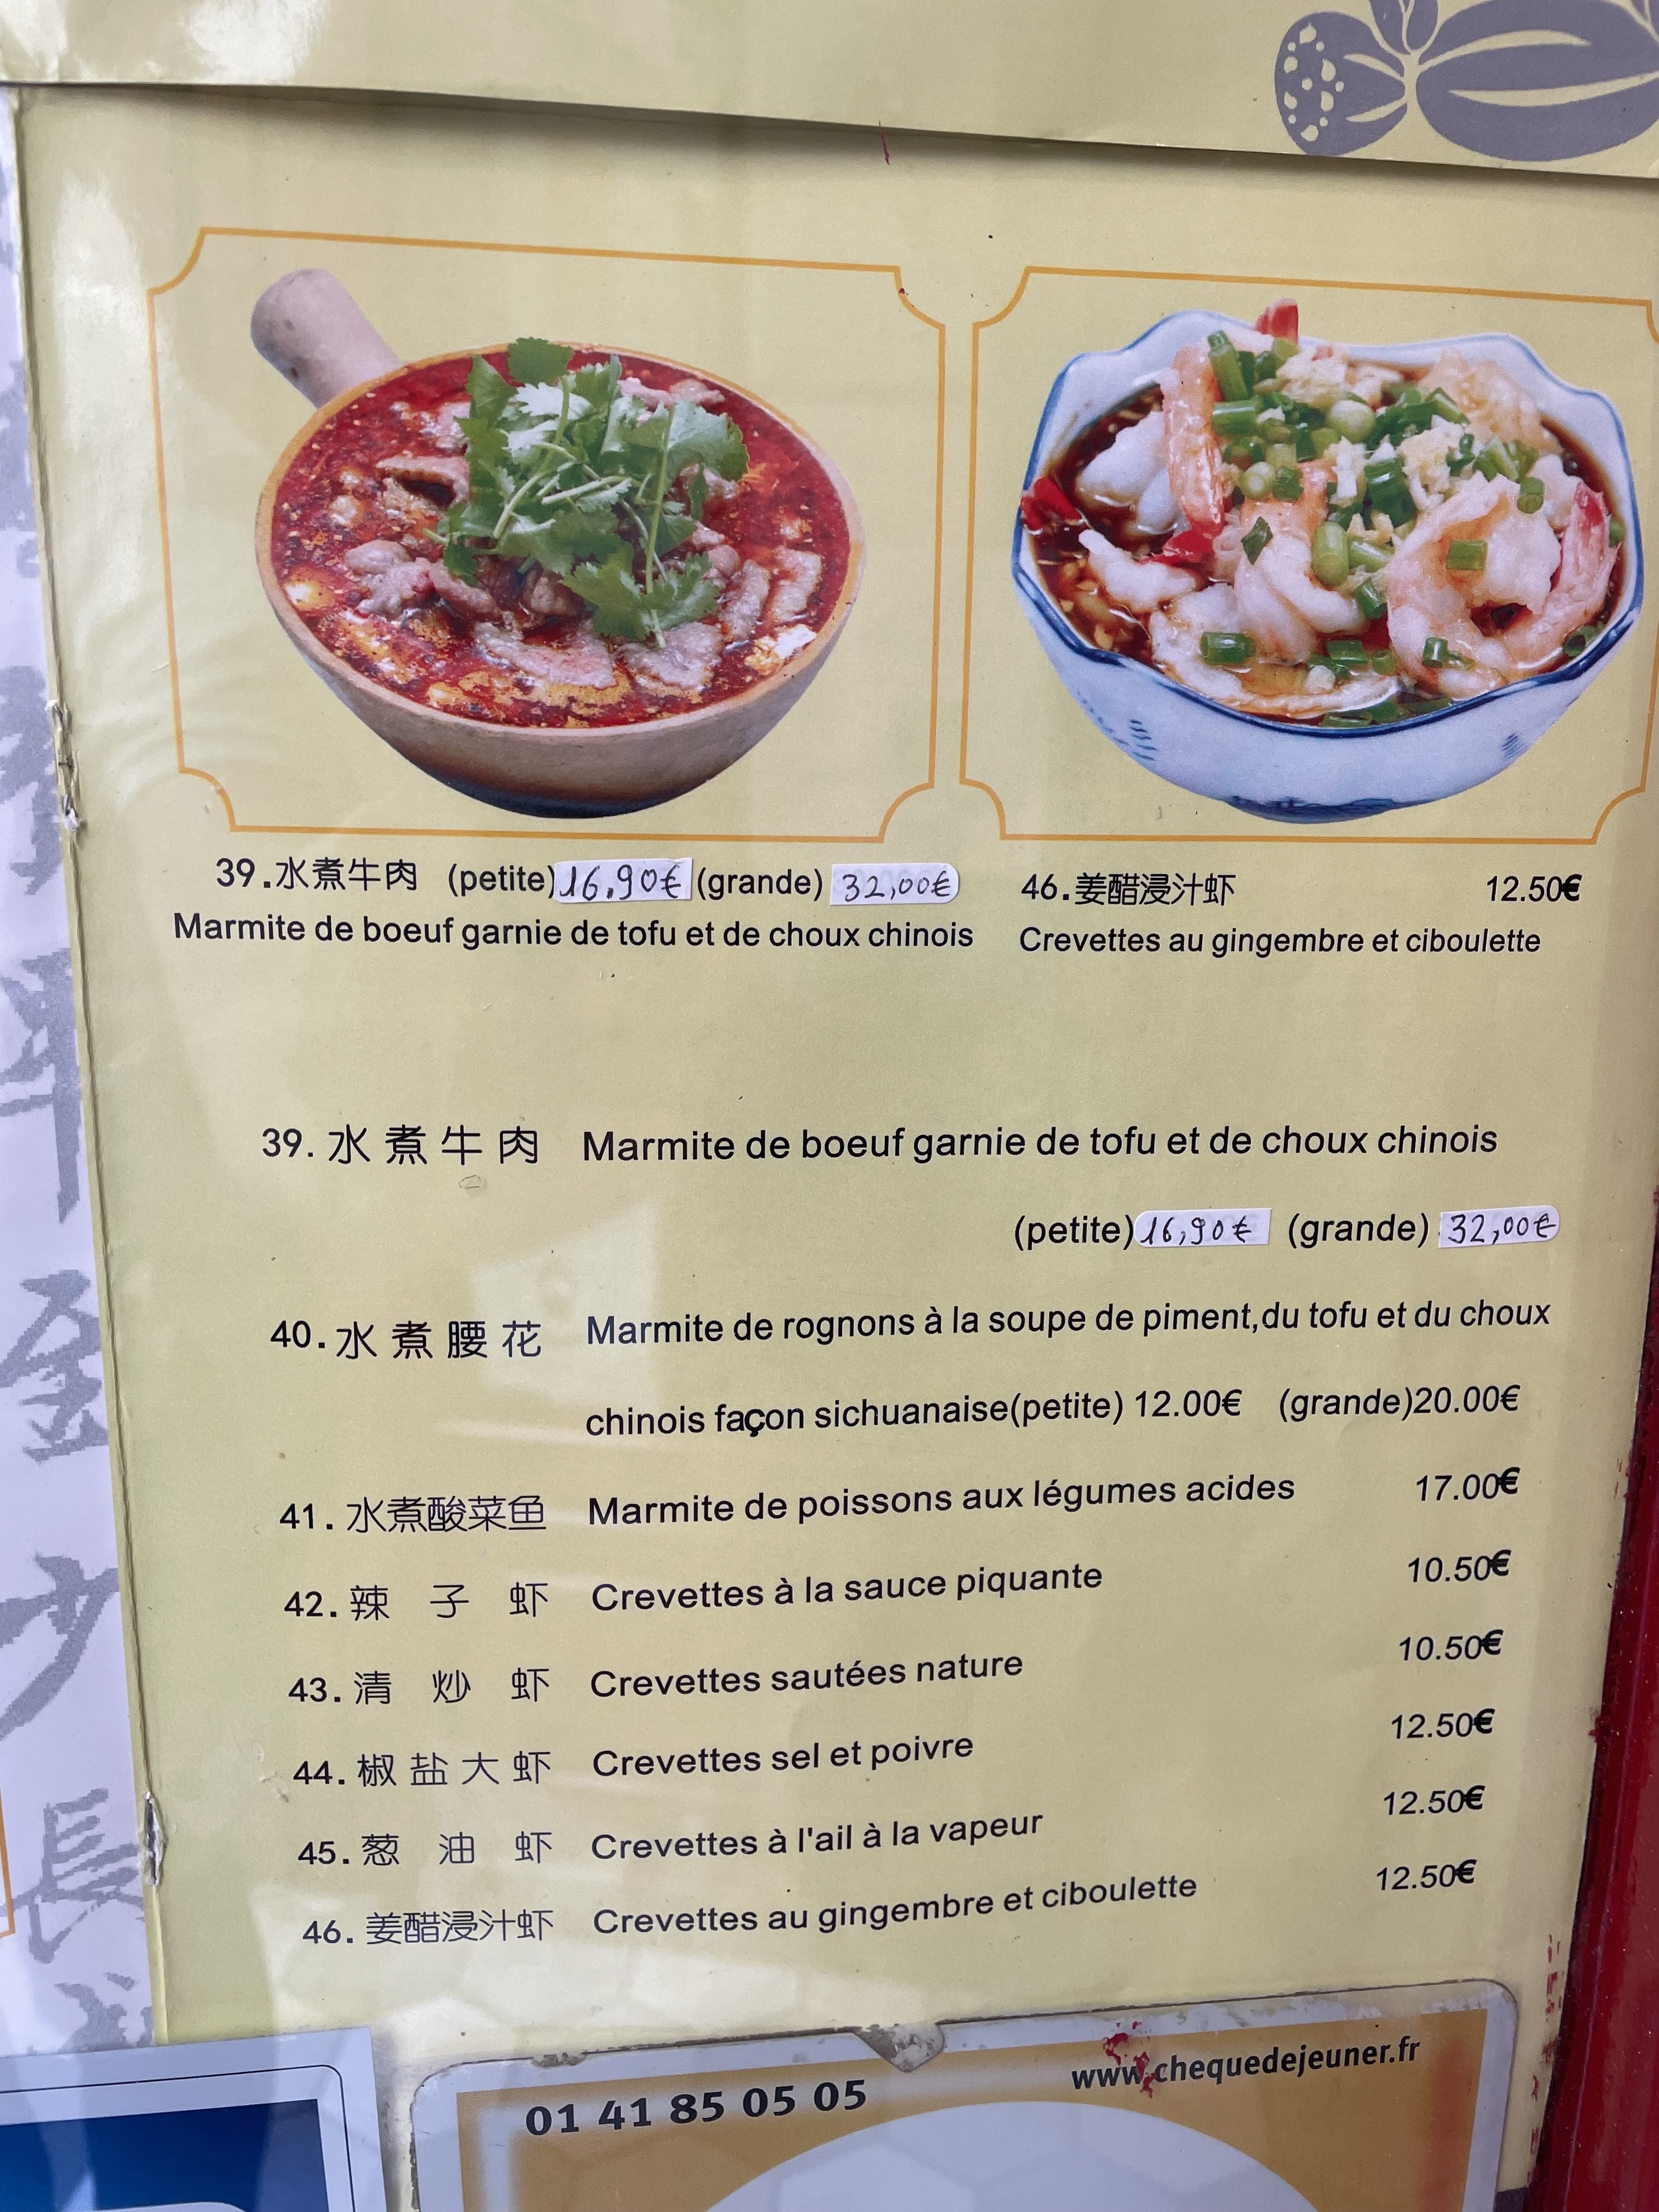 39.水煮牛肉 (petite)16,90€ (grande) 32,00€
Marmite de boeuf garnie de tofu et de choux chinois
46.姜醋浸汁虾 12.50€
Crevettes au gingembre et ciboulette
39. 水煮牛肉 Marmite de boeuf garnie de tofu et de choux chinois
(petite)16,90€ (grande) 32,00€
40. 水煮腰花 Marmite de rognons à la soupe de piment,du tofu et du choux
chinois façon sichuanaise(petite) 12.00€ (grande)20.00€
41. 水煮酸菜鱼 Marmite de poissons aux légumes acides 17.00€
42. 辣子虾 Crevettes à la sauce piquante 10.50€
43. 清炒虾 Crevettes sautées nature 10.50€
44. 椒盐大虾 Crevettes sel et poivre 12.50€
45. 葱油虾 Crevettes à l'ail à la vapeur 12.50€
46. 姜醋浸汁虾 Crevettes au gingembre et ciboulette 12.50€
01 41 85 05 05
www.chequedejeuner.fr